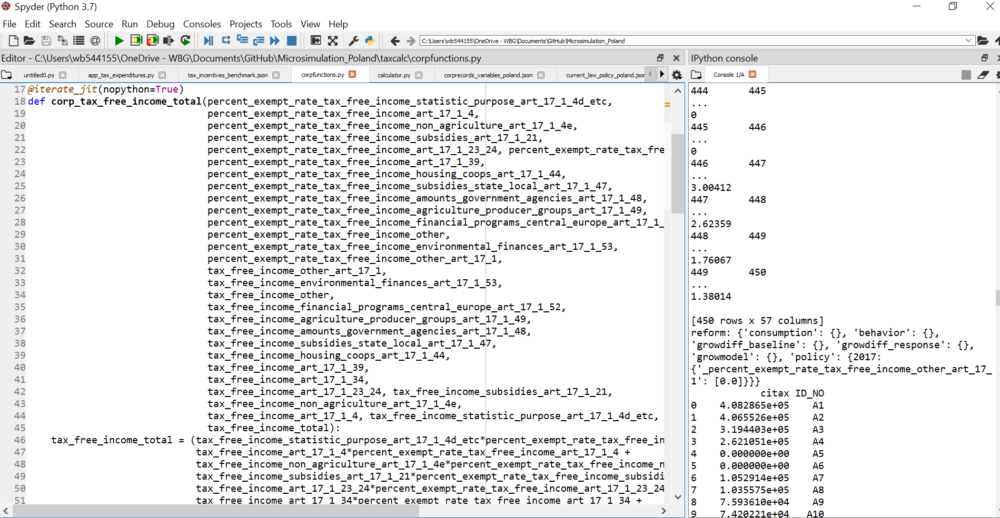 Spyder (Python 3.7)
File Edit Search Source Run Debug Consoles Projects Tools View Help
C:\Users\wb544155\OneDrive - WBG\Documents\GitHub\Microsimulation_Poland
Editor - C:\Users\wb544155\OneDrive - WBG\Documents\GitHub\Microsimulation_Poland\taxcalc\corpfunctions.py
untitled0.py app_tax_expenditures.py tax_incentives_benchmark.json corpfunctions.py calculator.py corprecords_variables_poland.json current_law_policy_poland.json
17 @iterate_jit(nopython=True)
18 def corp_tax_free_income_total(percent_exempt_rate_tax_free_income_statistic_purpose_art_17_1_4d_etc,
19 percent_exempt_rate_tax_free_income_art_17_1_4,
20 percent_exempt_rate_tax_free_income_non_agriculture_art_17_1_4e,
21 percent_exempt_rate_tax_free_income_subsidies_art_17_1_21,
22 percent_exempt_rate_tax_free_income_art_17_1_23_24, percent_exempt_rate_tax_fre
23 percent_exempt_rate_tax_free_income_art_17_1_39,
24 percent_exempt_rate_tax_free_income_housing_coops_art_17_1_44,
25 percent_exempt_rate_tax_free_income_subsidies_state_local_art_17_1_47,
26 percent_exempt_rate_tax_free_income_amounts_government_agencies_art_17_1_48,
27 percent_exempt_rate_tax_free_income_agriculture_producer_groups_art_17_1_49,
28 percent_exempt_rate_tax_free_income_financial_programs_central_europe_art_17_1_
29 percent_exempt_rate_tax_free_income_other,
30 percent_exempt_rate_tax_free_income_environmental_finances_art_17_1_53,
31 percent_exempt_rate_tax_free_income_other_art_17_1,
32 tax_free_income_other_art_17_1,
33 tax_free_income_environmental_finances_art_17_1_53,
34 tax_free_income_other,
35 tax_free_income_financial_programs_central_europe_art_17_1_52,
36 tax_free_income_agriculture_producer_groups_art_17_1_49,
37 tax_free_income_amounts_government_agencies_art_17_1_48,
38 tax_free_income_subsidies_state_local_art_17_1_47,
39 tax_free_income_housing_coops_art_17_1_44,
40 tax_free_income_art_17_1_39,
41 tax_free_income_art_17_1_34,
42 tax_free_income_art_17_1_23_24, tax_free_income_subsidies_art_17_1_21,
43 tax_free_income_non_agriculture_art_17_1_4e,
44 tax_free_income_art_17_1_4, tax_free_income_statistic_purpose_art_17_1_4d_etc,
45 tax_free_income_total):
46 tax_free_income_total = (tax_free_income_statistic_purpose_art_17_1_4d_etc*percent_exempt_rate_tax_free_in
47 tax_free_income_art_17_1_4*percent_exempt_rate_tax_free_income_art_17_1_4 +
48 tax_free_income_non_agriculture_art_17_1_4e*percent_exempt_rate_tax_free_income_n
49 tax_free_income_subsidies_art_17_1_21*percent_exempt_rate_tax_free_income_subsidi
50 tax_free_income_art_17_1_23_24*percent_exempt_rate_tax_free_income_art_17_1_23_24
51 tax_free_income_art_17_1_34*percent_exempt_rate_tax_free_income_art_17_1_34 +
IPython console
Console 1/A
444 445
...
0
445 446
...
0
446 447
...
3.00412
447 448
...
2.62359
448 449
...
1.76067
449 450
...
1.38014
[450 rows x 57 columns]
reform: {'consumption': {}, 'behavior': {},
'growdiff_baseline': {}, 'growdiff_response': {},
'growmodel': {}, 'policy': {2017:
{'_percent_exempt_rate_tax_free_income_other_art_17_
1': [0.0]}}}
citax ID_NO
0 4.082865e+05 A1
1 4.065526e+05 A2
2 3.194403e+05 A3
3 2.621051e+05 A4
4 0.000000e+00 A5
5 0.000000e+00 A6
6 1.052914e+05 A7
7 1.035575e+05 A8
8 7.593610e+04 A9
9 7.420221e+04 A10